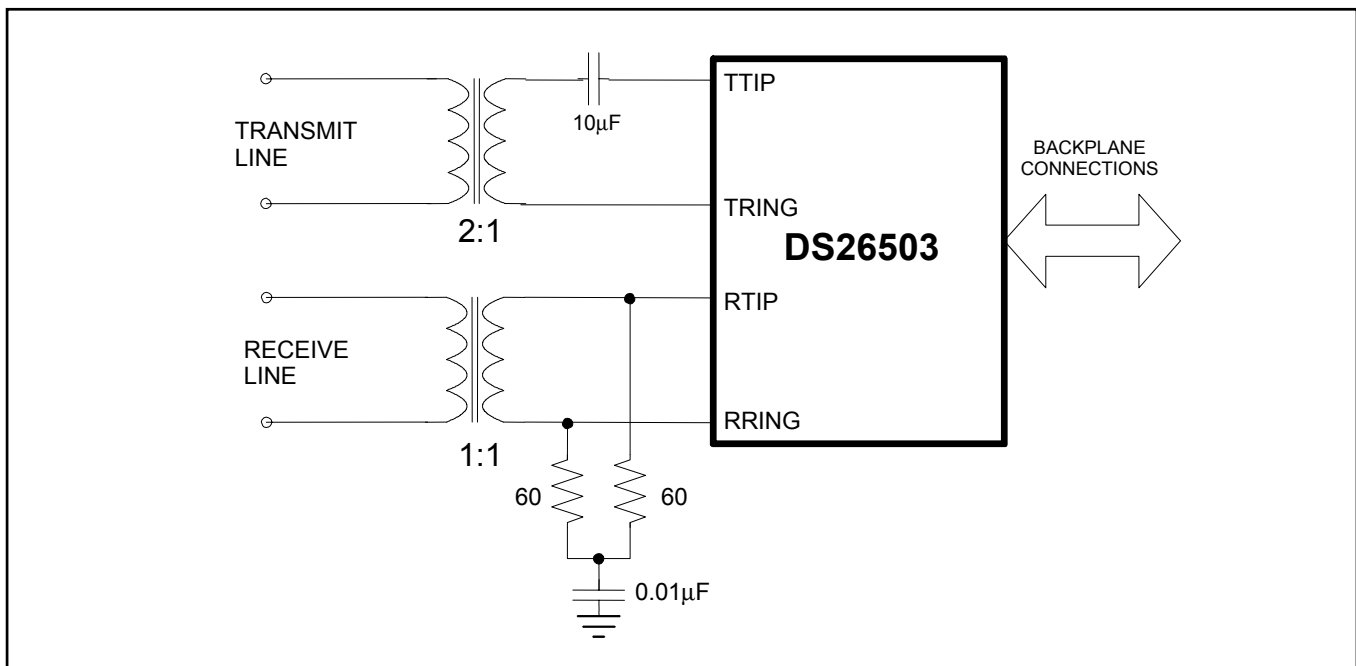 TTIP
10μF
TRANSMIT
LINE
BACKPLANE
CONNECTIONS
TRING
2:1
DS26503
RTIP
RECEIVE
LINE
RRING
1:1
60
60
0.01μF